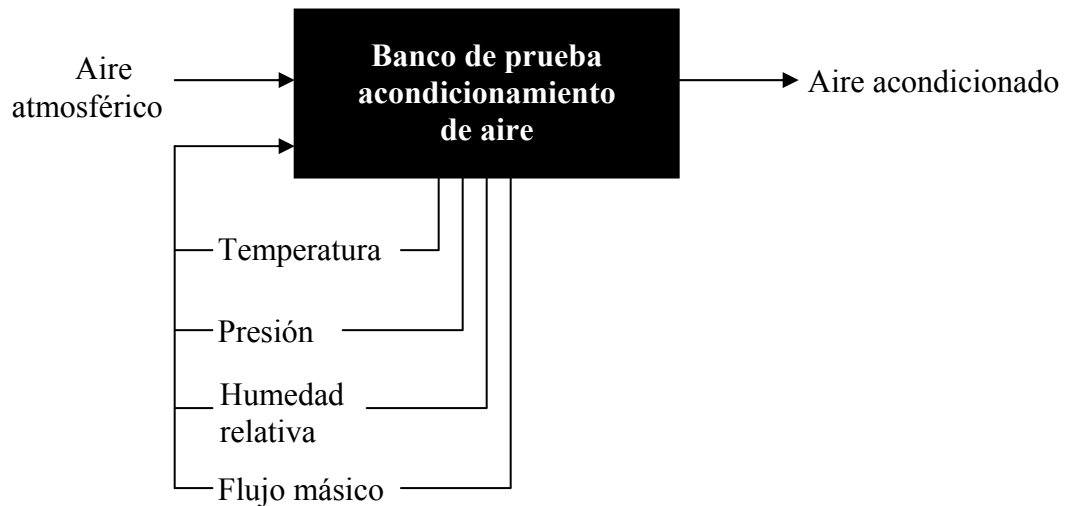 Aire
atmosférico
Banco de prueba
acondicionamiento
de aire
Aire acondicionado
Temperatura
Presión
Humedad
relativa
Flujo másico